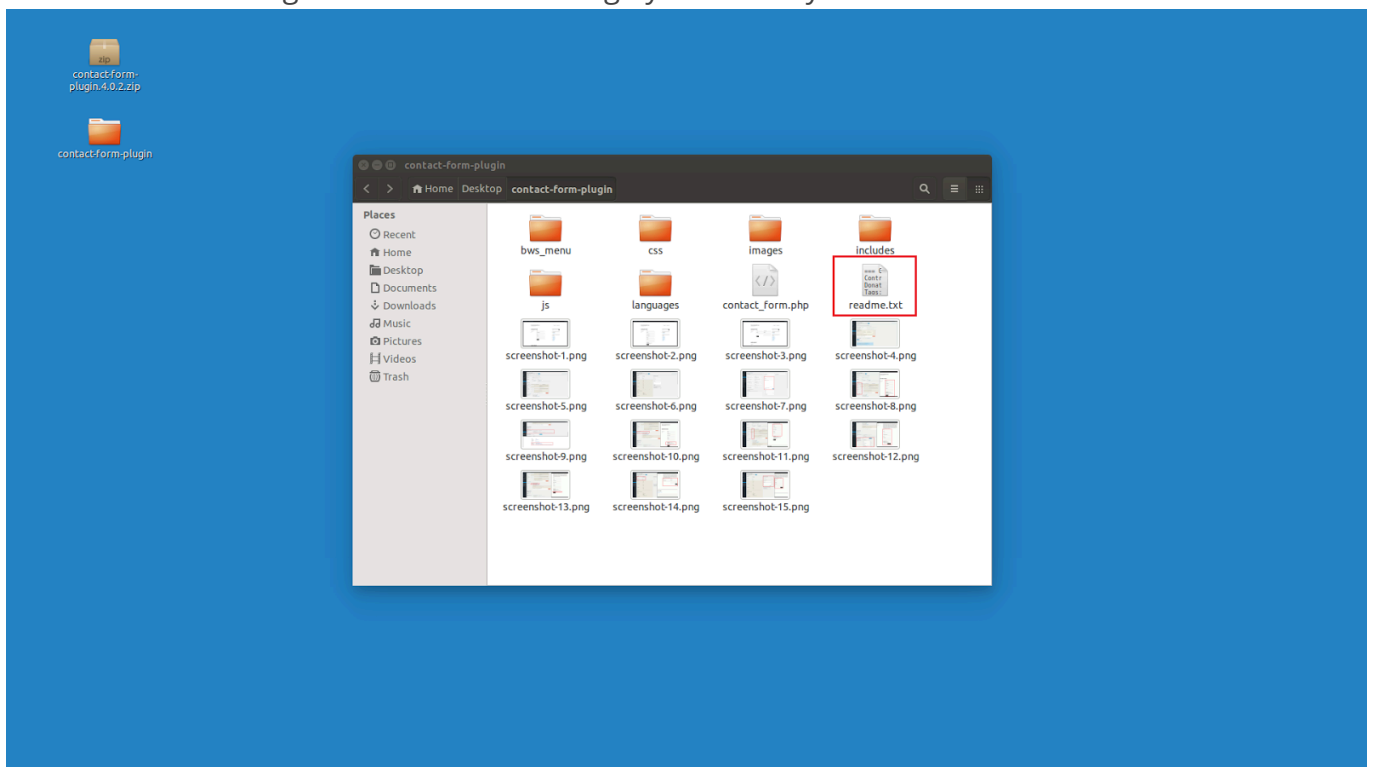 zip
contact-form-
plugin.4.0.2.zip
contact-form-plugin
contact-form-plugin
Home Desktop contact-form-plugin
Places
Recent
Home
Desktop
Documents
Downloads
Music
Pictures
Videos
Trash
bws_menu css images includes
=== C
Contr
Donat
Tags:
js languages contact_form.php readme.txt
screenshot-1.png screenshot-2.png screenshot-3.png screenshot-4.png
screenshot-5.png screenshot-6.png screenshot-7.png screenshot-8.png
screenshot-9.png screenshot-10.png screenshot-11.png screenshot-12.png
screenshot-13.png screenshot-14.png screenshot-15.png